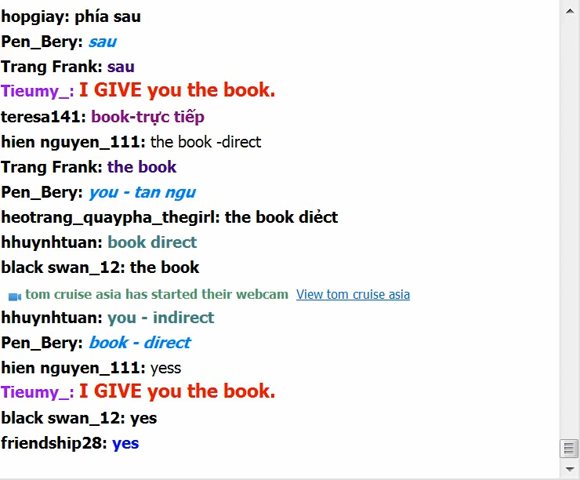 hopgiay: phía sau
Pen_Bery: sau
Trang Frank: sau
Tieumy_: I GIVE you the book.
teresa141: book-trực tiếp
hien nguyen_111: the book -direct
Trang Frank: the book
Pen_Bery: you - tan ngu
heotrang_quaypha_thegirl: the book diẻct
hhuynhtuan: book direct
black swan_12: the book
tom cruise asia has started their webcam View tom cruise asia
hhuynhtuan: you - indirect
Pen_Bery: book - direct
hien nguyen_111: yess
Tieumy_: I GIVE you the book.
black swan_12: yes
friendship28: yes